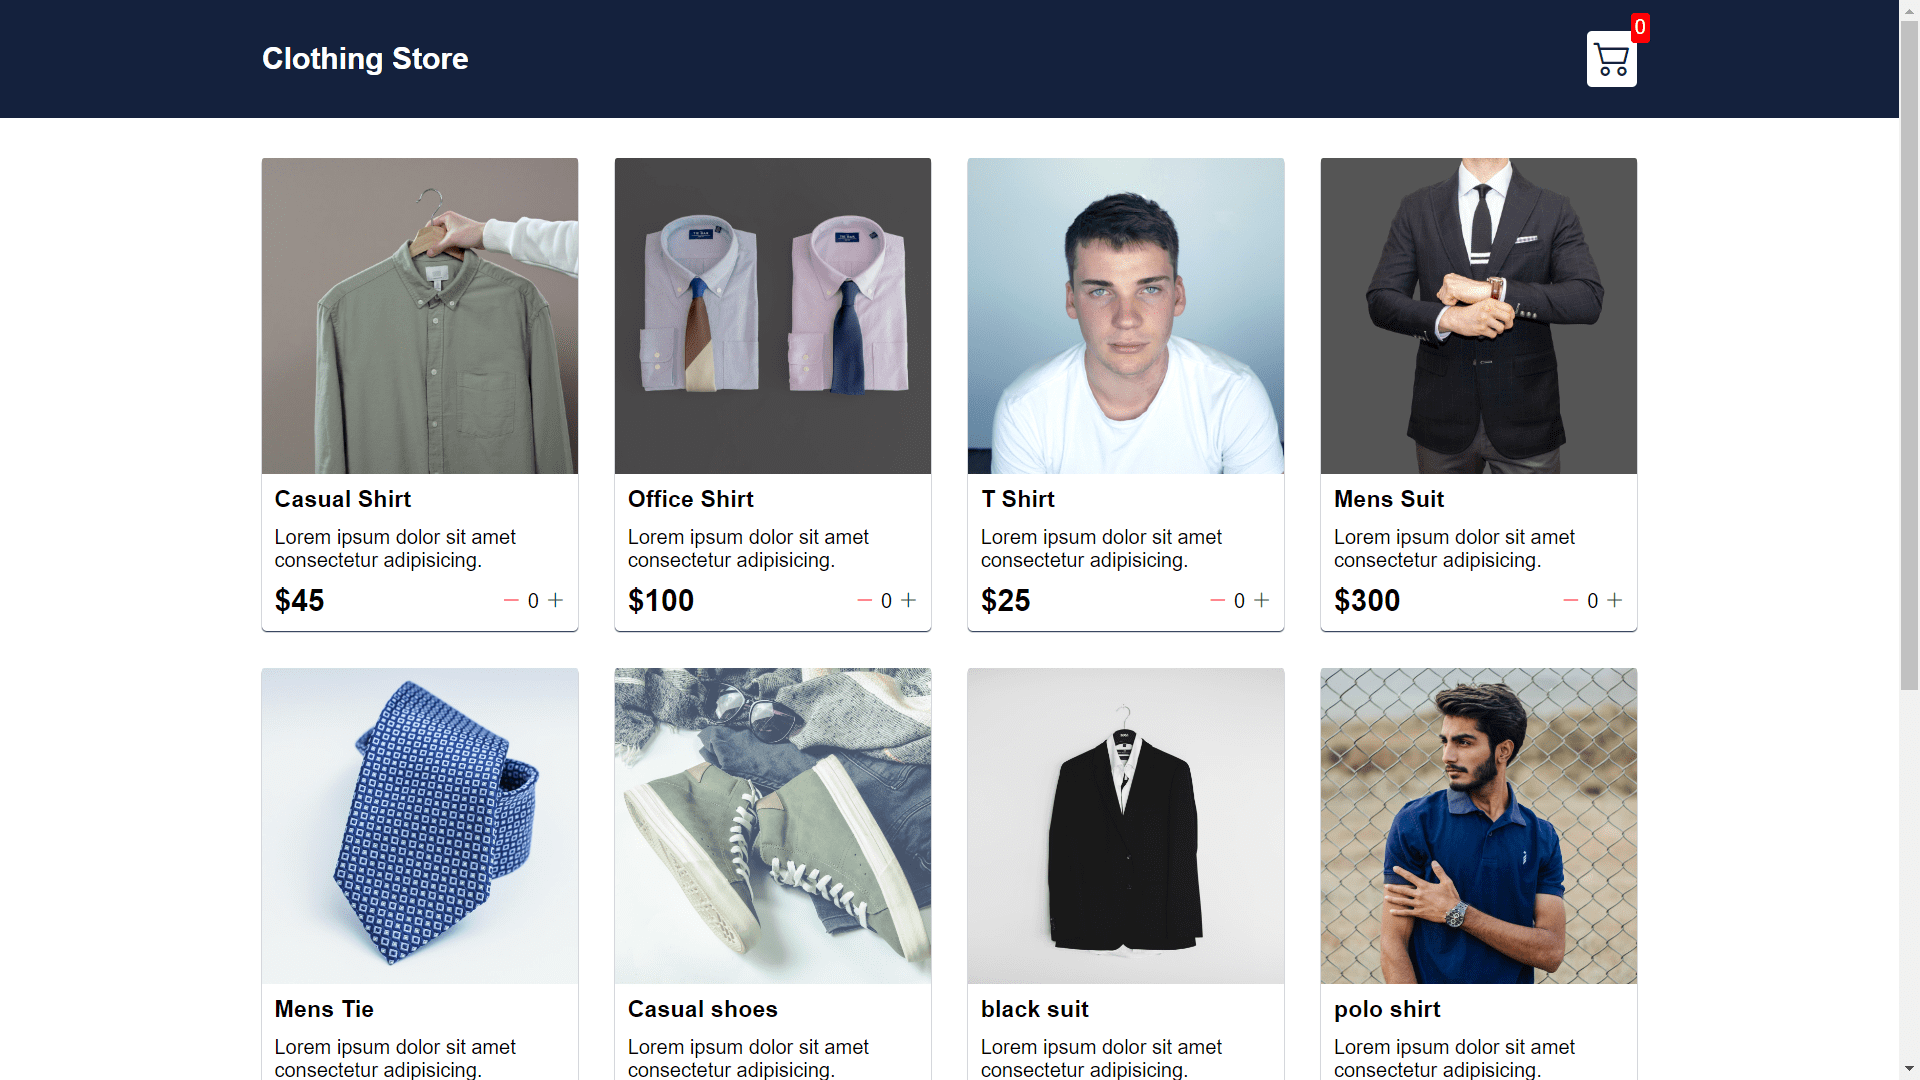 Clothing Store
0
Casual Shirt
Lorem ipsum dolor sit amet
consectetur adipisicing.
$45
0
Office Shirt
Lorem ipsum dolor sit amet
consectetur adipisicing.
$100
0
T Shirt
Lorem ipsum dolor sit amet
consectetur adipisicing.
$25
0
Mens Suit
Lorem ipsum dolor sit amet
consectetur adipisicing.
$300
0
Mens Tie
Lorem ipsum dolor sit amet
consectetur adipisicing.
Casual shoes
Lorem ipsum dolor sit amet
consectetur adipisicing.
black suit
Lorem ipsum dolor sit amet
consectetur adipisicing.
polo shirt
Lorem ipsum dolor sit amet
consectetur adipisicing.